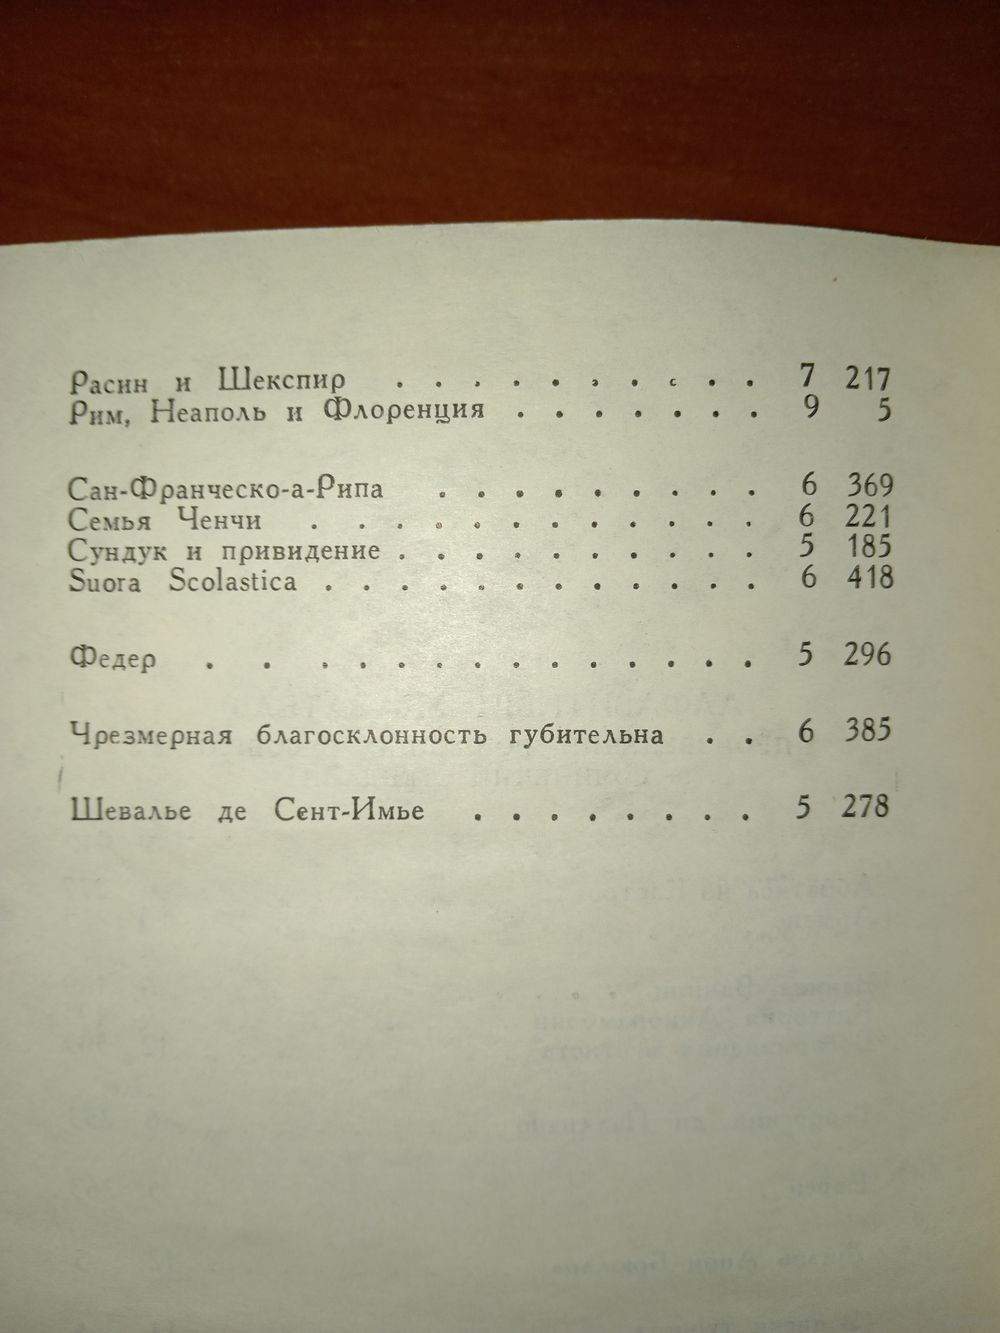 Расин и Шекспир . . . . . . . . . . 7 217
Рим, Неаполь и Флоренция . . . . . . . 9 5
Сан-Франческо-а-Рипа . . . . . . . . . 6 369
Семья Ченчи . . . . . . . . . . . . 6 221
Сундук и привидение . . . . . . . . . . 5 185
Suora Scolastica . . . . . . . . . . . . 6 418
Федер . . . . . . . . . . . . . . 5 296
Чрезмерная благосклонность губительна . . 6 385
Шевалье де Сент-Имье . . . . . . . . 5 278